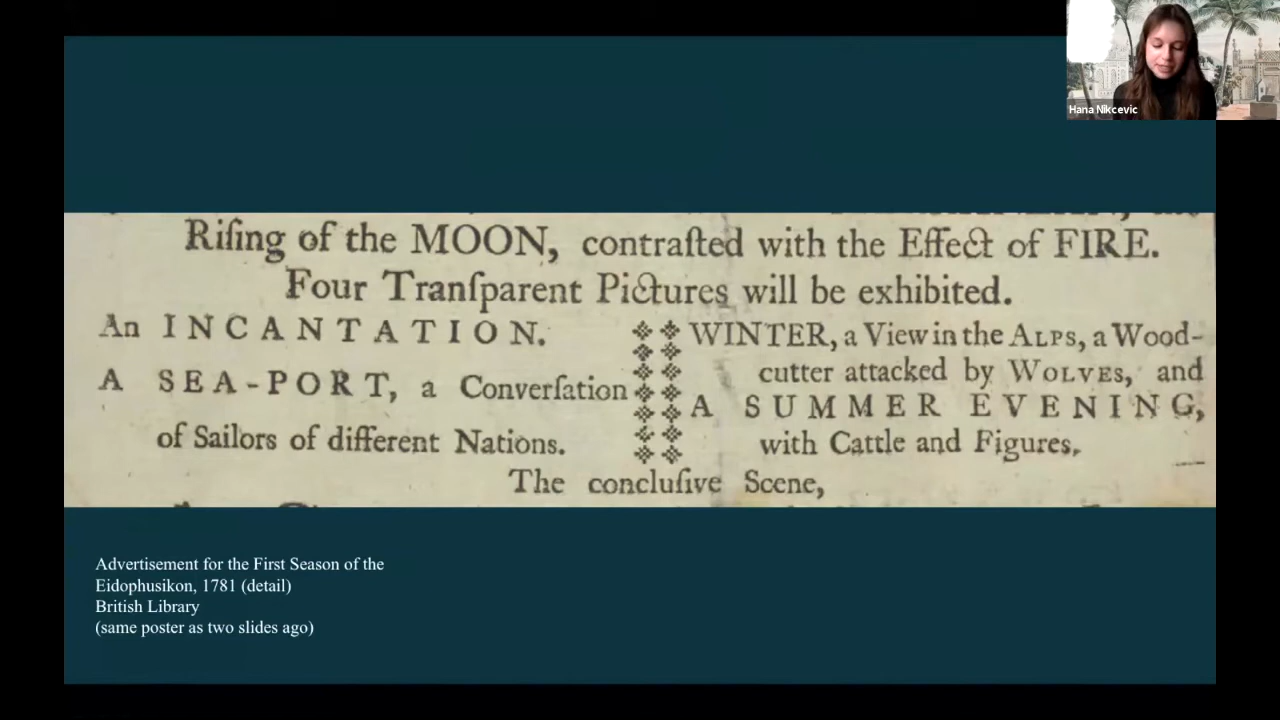 Hana Nikcevic
Riſing of the MOON, contraſted with the Effect of FIRE.
Four Tranſparent Pictures will be exhibited.
An INCANTATION.
A SEA-PORT, a Converſation
of Sailors of different Nations.
WINTER, a View in the ALPS, a Wood-
cutter attacked by WOLVES, and
A SUMMER EVENING,
with Cattle and Figures,
The concluſive Scene,
Advertisement for the First Season of the
Eidophusikon, 1781 (detail)
British Library
(same poster as two slides ago)